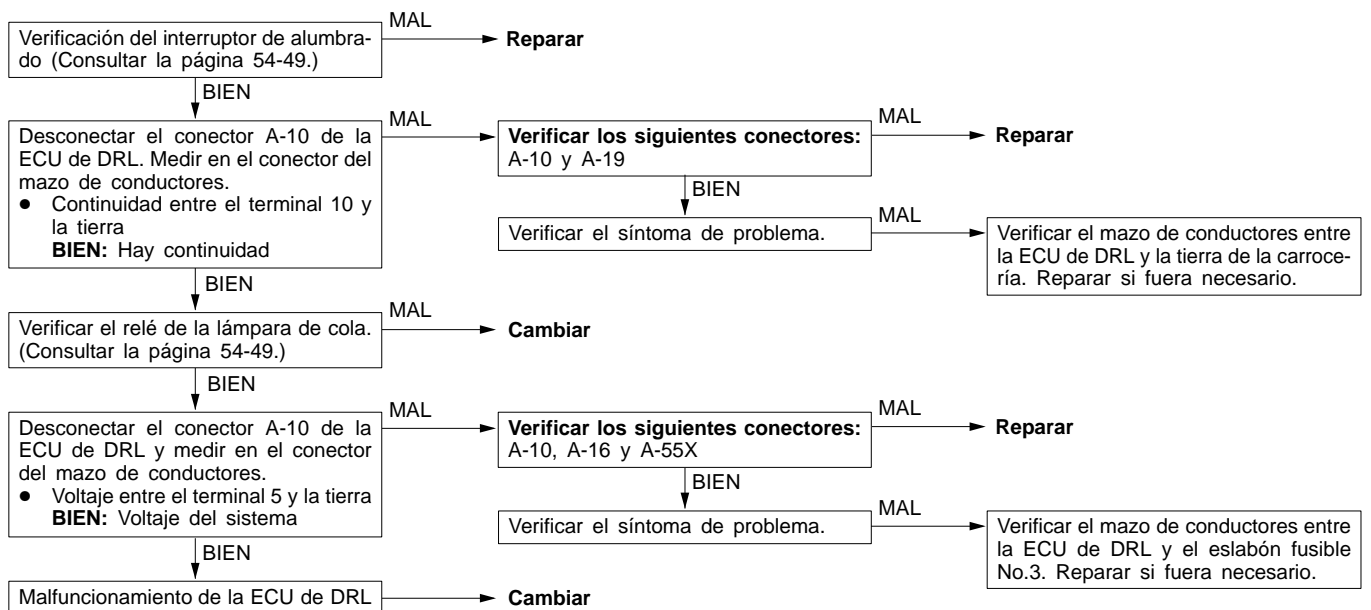 Verificación del interruptor de alumbra-
do (Consultar la página 54-49.)
MAL
Reparar
BIEN
Desconectar el conector A-10 de la
ECU de DRL. Medir en el conector del
mazo de conductores.
● Continuidad entre el terminal 10 y
la tierra
BIEN: Hay continuidad
MAL
Verificar los siguientes conectores:
A-10 y A-19
MAL
Reparar
BIEN
Verificar el síntoma de problema.
MAL
Verificar el mazo de conductores entre
la ECU de DRL y la tierra de la carroce-
ría. Reparar si fuera necesario.
BIEN
Verificar el relé de la lámpara de cola.
(Consultar la página 54-49.)
MAL
Cambiar
BIEN
Desconectar el conector A-10 de la
ECU de DRL y medir en el conector
del mazo de conductores.
● Voltaje entre el terminal 5 y la tierra
BIEN: Voltaje del sistema
MAL
Verificar los siguientes conectores:
A-10, A-16 y A-55X
MAL
Reparar
BIEN
Verificar el síntoma de problema.
MAL
Verificar el mazo de conductores entre
la ECU de DRL y el eslabón fusible
No.3. Reparar si fuera necesario.
BIEN
Malfuncionamiento de la ECU de DRL
Cambiar